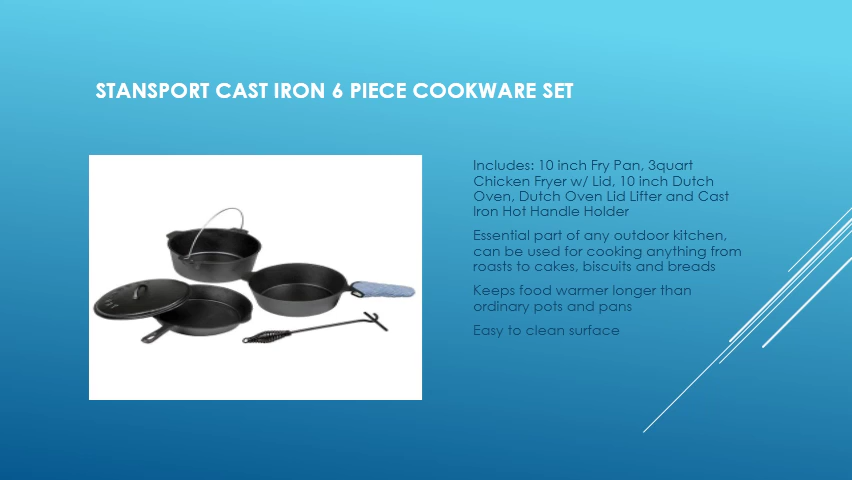 STANSPORT CAST IRON 6 PIECE COOKWARE SET
Includes: 10 inch Fry Pan, 3quart
Chicken Fryer w/ Lid, 10 inch Dutch
Oven, Dutch Oven Lid Lifter and Cast
Iron Hot Handle Holder
Essential part of any outdoor kitchen,
can be used for cooking anything from
roasts to cakes, biscuits and breads
Keeps food warmer longer than
ordinary pots and pans
Easy to clean surface